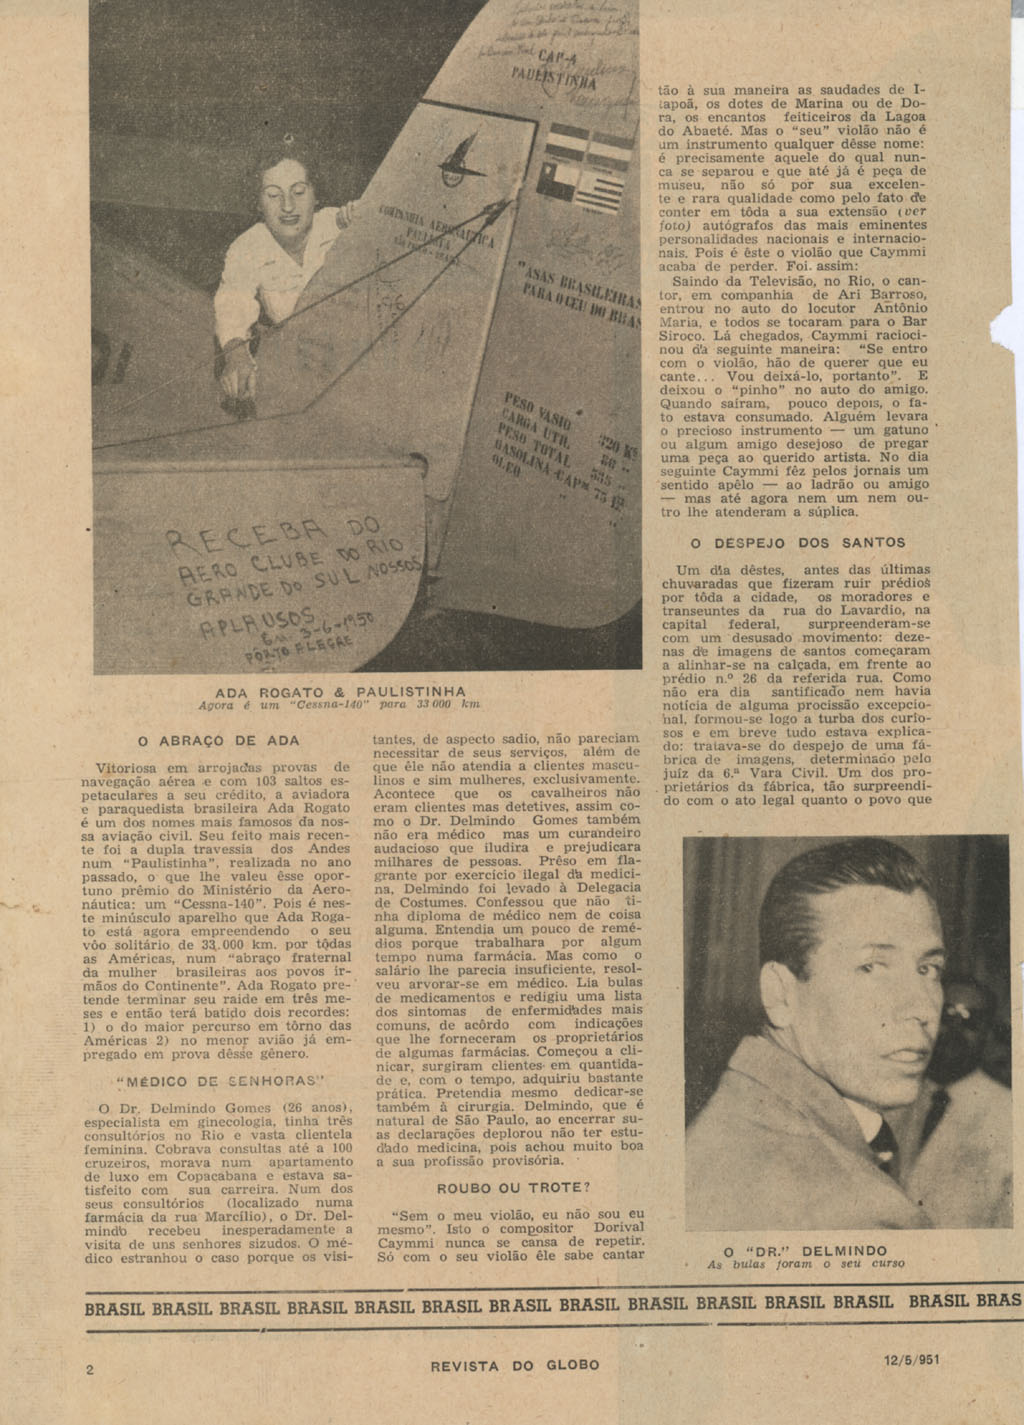 CAP-4
PAULISTINHA
COMPANHIA AERONAUTICA
PAULISTA
SÃO PAULO - BRASIL
"ASAS BRASILEIRAS
PARA O CEU DO BRAS
PESO VASIO 320 Ks
CARGA UTIL
PESO TOTAL
GASOLINA-CAP= 75
OLEO
RECEBA DO
AERO CLUBE DO RIO
GRANDE DO SUL NOSSOS
APLAUSOS
Em 3-6-1950
PÔRTO ALEGRE
ADA ROGATO & PAULISTINHA
Agora é um "Cessna-140" para 33 000 km
O ABRAÇO DE ADA
Vitoriosa em arrojadas provas de
navegação aérea e com 103 saltos es-
petaculares a seu crédito, a aviadora
e paraquedista brasileira Ada Rogato
é um dos nomes mais famosos da nos-
sa aviação civil. Seu feito mais recen-
te foi a dupla travessia dos Andes
num "Paulistinha", realizada no ano
passado, o que lhe valeu êsse opor-
tuno prêmio do Ministério da Aero-
náutica: um "Cessna-140". Pois é nes-
te minúsculo aparelho que Ada Roga-
to está agora empreendendo o seu
vôo solitário de 33.000 km. por tôdas
as Américas, num "abraço fraternal
da mulher brasileiras aos povos ir-
mãos do Continente". Ada Rogato pre-
tende terminar seu raide em três me-
ses e então terá batido dois recordes:
1) o do maior percurso em tôrno das
Américas 2) no menor avião já em-
pregado em prova dêsse gênero.
"MÉDICO DE SENHORAS"
O Dr. Delmindo Gomes (26 anos),
especialista em ginecologia, tinha três
consultórios no Rio e vasta clientela
feminina. Cobrava consultas até a 100
cruzeiros, morava num apartamento
de luxo em Copacabana e estava sa-
tisfeito com sua carreira. Num dos
seus consultórios (localizado numa
farmácia da rua Marcílio), o Dr. Del-
mindo recebeu inesperadamente a
visita de uns senhores sizudos. O mé-
dico estranhou o caso porque os visi-
tantes, de aspecto sadio, não pareciam
necessitar de seus serviços, além de
que êle não atendia a clientes mascu-
linos e sim mulheres, exclusivamente.
Acontece que os cavalheiros não
eram clientes mas detetives, assim co-
mo o Dr. Delmindo Gomes também
não era médico mas um curandeiro
audacioso que iludira e prejudicara
milhares de pessoas. Prêso em fla-
grante por exercício ilegal da medici-
na, Delmindo foi levado à Delegacia
de Costumes. Confessou que não ti-
nha diploma de médico nem de coisa
alguma. Entendia um pouco de remé-
dios porque trabalhara por algum
tempo numa farmácia. Mas como o
salário lhe parecia insuficiente, resol-
veu arvorar-se em médico. Lia bulas
de medicamentos e redigiu uma lista
dos sintomas de enfermidades mais
comuns, de acôrdo com indicações
que lhe forneceram os proprietários
de algumas farmácias. Começou a cli-
nicar, surgiram clientes em quantida-
de e, com o tempo, adquiriu bastante
prática. Pretendia mesmo dedicar-se
também à cirurgia. Delmindo, que é
natural de São Paulo, ao encerrar su-
as declarações deplorou não ter estu-
dado medicina, pois achou muito boa
a sua profissão provisória.
ROUBO OU TROTE?
"Sem o meu violão, eu não sou eu
mesmo". Isto o compositor Dorival
Caymmi nunca se cansa de repetir.
Só com o seu violão êle sabe cantar
tão à sua maneira as saudades de I-
tapoã, os dotes de Marina ou de Do-
ra, os encantos feiticeiros da Lagoa
do Abaeté. Mas o "seu" violão não é
um instrumento qualquer dêsse nome:
é precisamente aquele do qual nun-
ca se separou e que até já é peça de
museu, não só por sua excelen-
te e rara qualidade como pelo fato de
conter em tôda a sua extensão (ver
foto) autógrafos das mais eminentes
personalidades nacionais e internacio-
nais. Pois é êste o violão que Caymmi
acaba de perder. Foi assim:
Saindo da Televisão, no Rio, o can-
tor, em companhia de Ari Barroso,
entrou no auto do locutor Antônio
Maria, e todos se tocaram para o Bar
Siroco. Lá chegados, Caymmi racioci-
nou da seguinte maneira: "Se entro
com o violão, hão de querer que eu
cante... Vou deixá-lo, portanto". E
deixou o "pinho" no auto do amigo.
Quando saíram, pouco depois, o fa-
to estava consumado. Alguém levara
o precioso instrumento — um gatuno
ou algum amigo desejoso de pregar
uma peça ao querido artista. No dia
seguinte Caymmi fêz pelos jornais um
sentido apêlo — ao ladrão ou amigo
— mas até agora nem um nem ou-
tro lhe atenderam a súplica.
O DESPEJO DOS SANTOS
Um dia dêstes, antes das últimas
chuvaradas que fizeram ruir prédios
por tôda a cidade, os moradores e
transeuntes da rua do Lavardio, na
capital federal, surpreenderam-se
com um desusado movimento: deze-
nas de imagens de santos começaram
a alinhar-se na calçada, em frente ao
prédio n.º 26 da referida rua. Como
não era dia santificado nem havia
notícia de alguma procissão excepcio-
nal, formou-se logo a turba dos curio-
sos e em breve tudo estava explica-
do: tratava-se do despejo de uma fá-
brica de imagens, determinado pelo
juiz da 6.ª Vara Civil. Um dos pro-
prietários da fábrica, tão surpreendi-
do com o ato legal quanto o povo que
O "DR." DELMINDO
As bulas foram o seu curso
BRASIL BRASIL BRASIL BRASIL BRASIL BRASIL BRASIL BRASIL BRASIL BRASIL BRASIL BRASIL BRASIL BRAS
2
REVISTA DO GLOBO
12/5/951